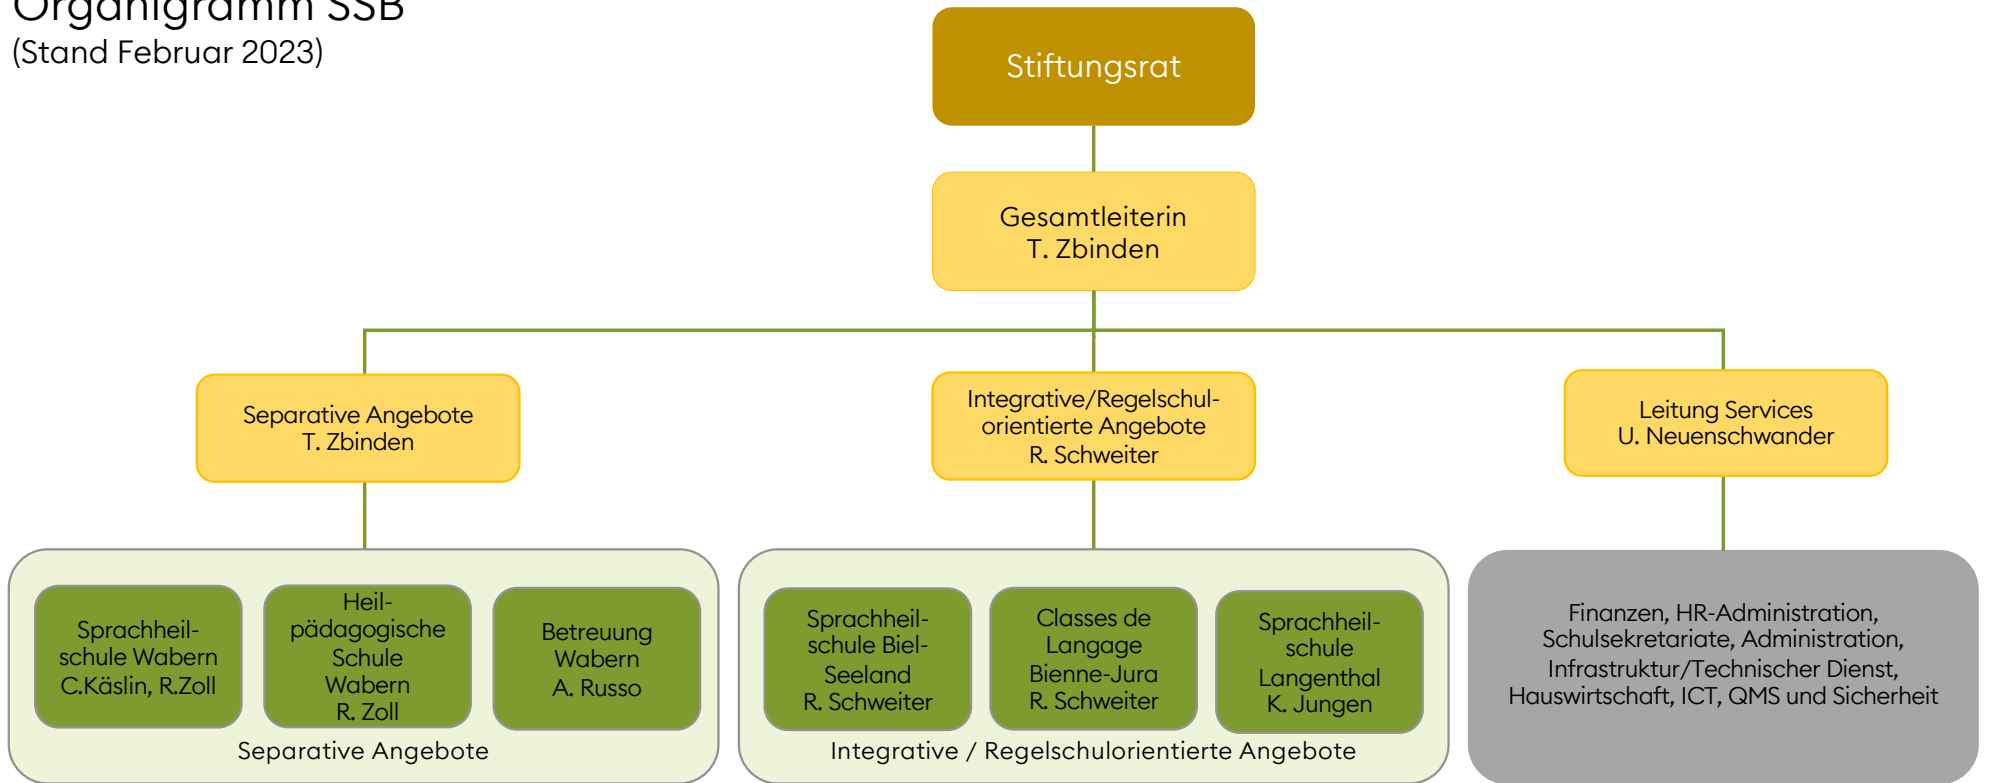 Organigramm SSB
(Stand Februar 2023)
Stiftungsrat
Gesamtleiterin
T. Zbinden
Separative Angebote
T. Zbinden
Integrative/Regelschul-
orientierte Angebote
R. Schweiter
Leitung Services
U. Neuenschwander
Sprachheil-
schule Wabern
C.Käslin, R.Zoll
Heil-
pädagogische
Schule
Wabern
R. Zoll
Betreuung
Wabern
A. Russo
Separative Angebote
Sprachheil-
schule Biel-
Seeland
R. Schweiter
Classes de
Langage
Bienne-Jura
R. Schweiter
Sprachheil-
schule
Langenthal
K. Jungen
Integrative / Regelschulorientierte Angebote
Finanzen, HR-Administration,
Schulsekretariate, Administration,
Infrastruktur/Technischer Dienst,
Hauswirtschaft, ICT, QMS und Sicherheit